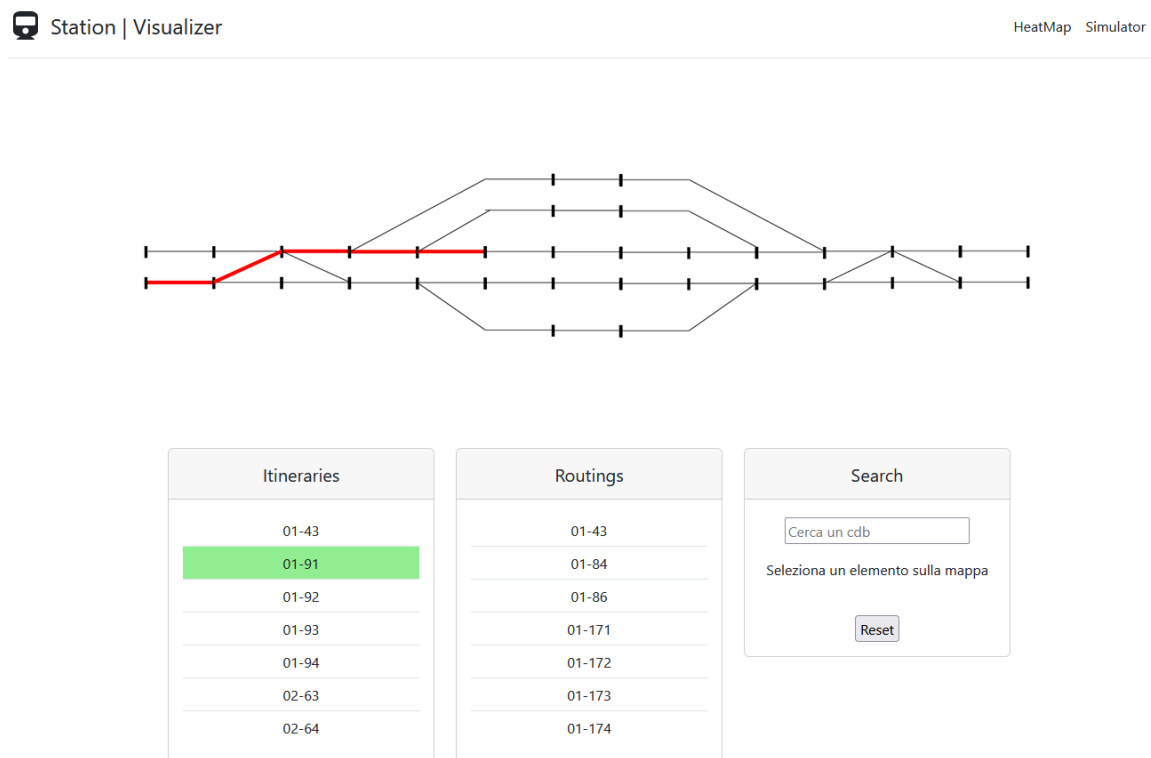 Station | Visualizer
HeatMap Simulator
Itineraries
01-43
01-91
01-92
01-93
01-94
02-63
02-64
Routings
01-43
01-84
01-86
01-171
01-172
01-173
01-174
Search
Cerca un cdb
Seleziona un elemento sulla mappa
Reset